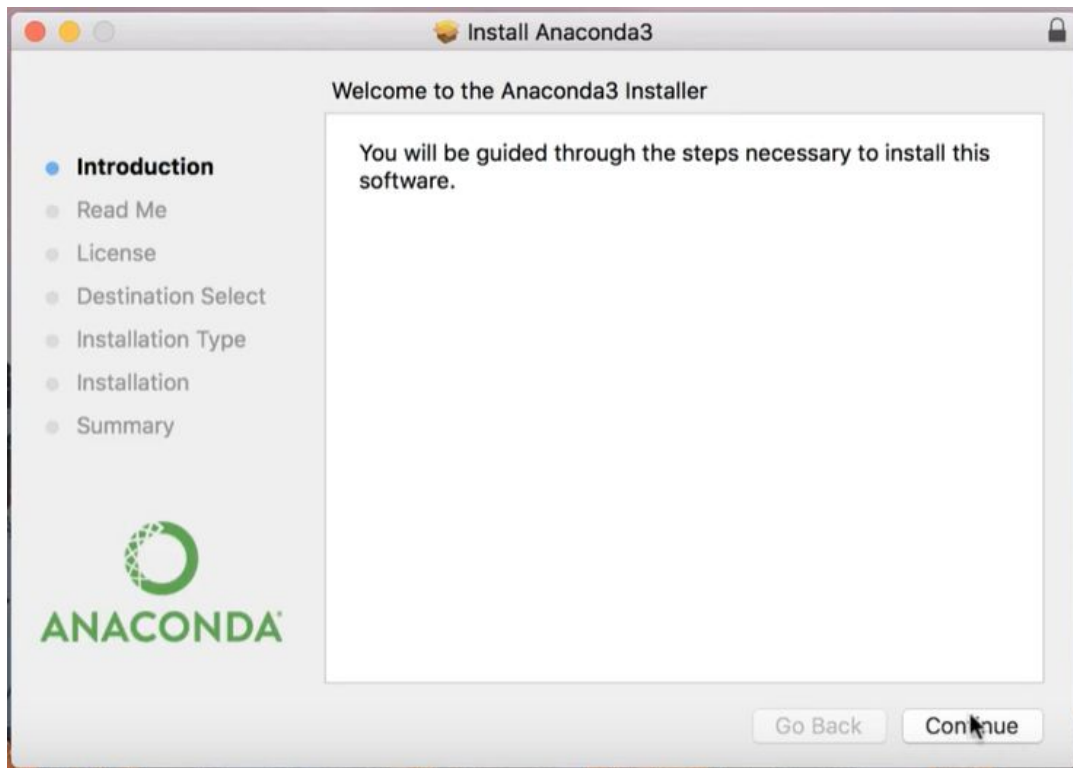 Install Anaconda3
Welcome to the Anaconda3 Installer
You will be guided through the steps necessary to install this
software.
Introduction
Read Me
License
Destination Select
Installation Type
Installation
Summary
ANACONDA
Go Back
Continue